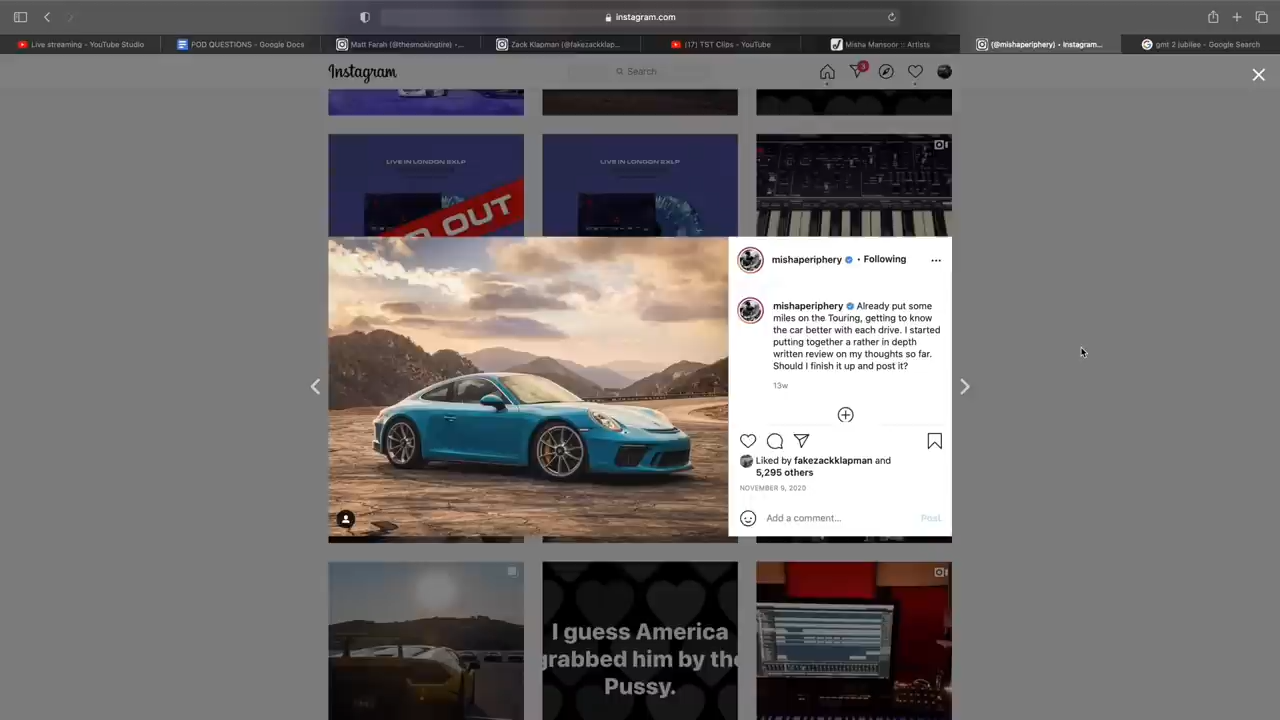 instagram.com
Live streaming - YouTube Studio
POD QUESTIONS - Google Docs
Matt Farah (@thesmokingtire) •...
Zack Klapman (@fakezackklap...
(17) TST Clips - YouTube
Misha Mansoor :: Artists
(@mishaperiphery) • Instagram...
gmt 2 jubilee - Google Search
Instagram
Search
3
LIVE IN LONDON EXLP
LIVE IN LONDON EXLP
OUT
mishaperiphery • Following
mishaperiphery Already put some
miles on the Touring, getting to know
the car better with each drive. I started
putting together a rather in depth
written review on my thoughts so far.
Should I finish it up and post it?
13w
Liked by fakezackklapman and
5,295 others
NOVEMBER 9, 2020
Add a comment...
Post
I guess America
grabbed him by the
Pussy.